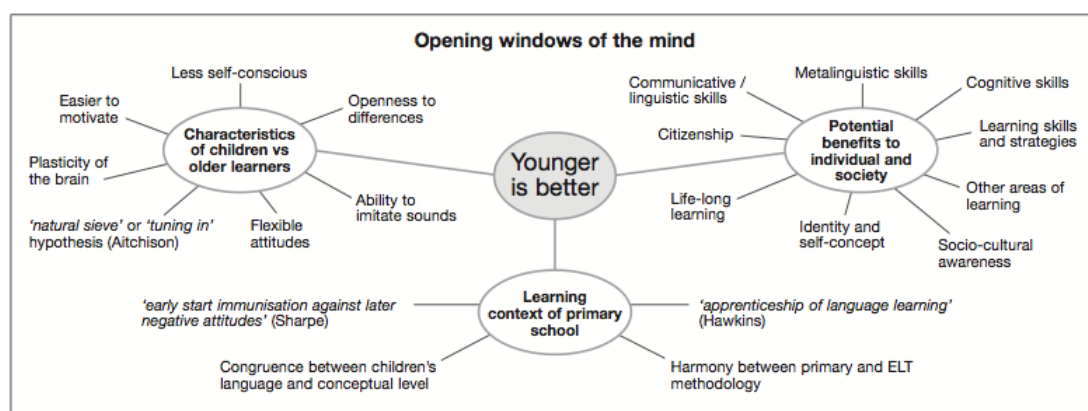 Opening windows of the mind
Less self-conscious
Easier to
motivate
Openness to
differences
Characteristics
of children vs
older learners
Plasticity of
the brain
Ability to
imitate sounds
‘natural sieve’ or ‘tuning in’
hypothesis (Aitchison)
Flexible
attitudes
Younger
is better
Communicative /
linguistic skills
Metalinguistic skills
Cognitive skills
Citizenship
Potential
benefits to
individual and
society
Learning skills
and strategies
Life-long
learning
Other areas of
learning
Identity and
self-concept
Socio-cultural
awareness
‘early start immunisation against later
negative attitudes’ (Sharpe)
Learning
context of primary
school
‘apprenticeship of language learning’
(Hawkins)
Congruence between children’s
language and conceptual level
Harmony between primary and ELT
methodology